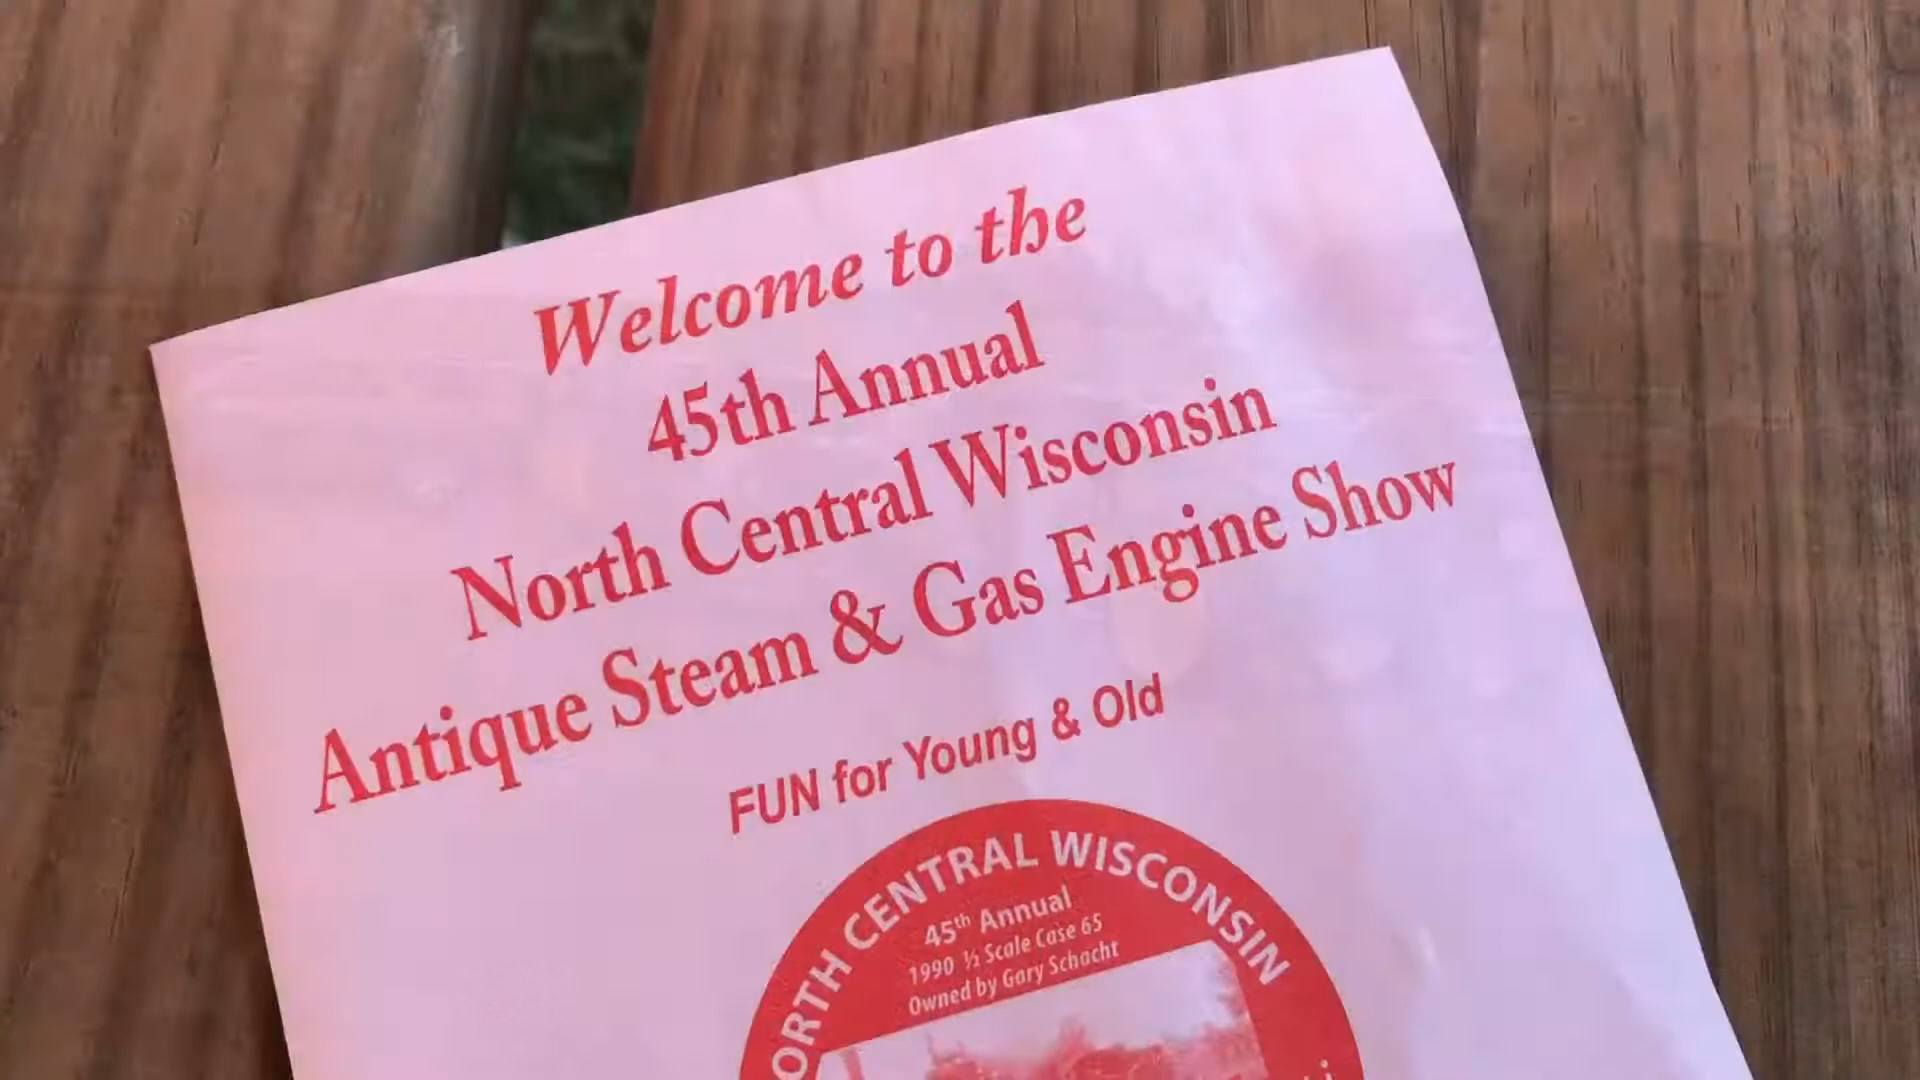 Welcome to the
45th Annual
North Central Wisconsin
Antique Steam & Gas Engine Show
FUN for Young & Old
NORTH CENTRAL WISCONSIN
45th Annual
1990 ½ Scale Case 65
Owned by Gary Schacht